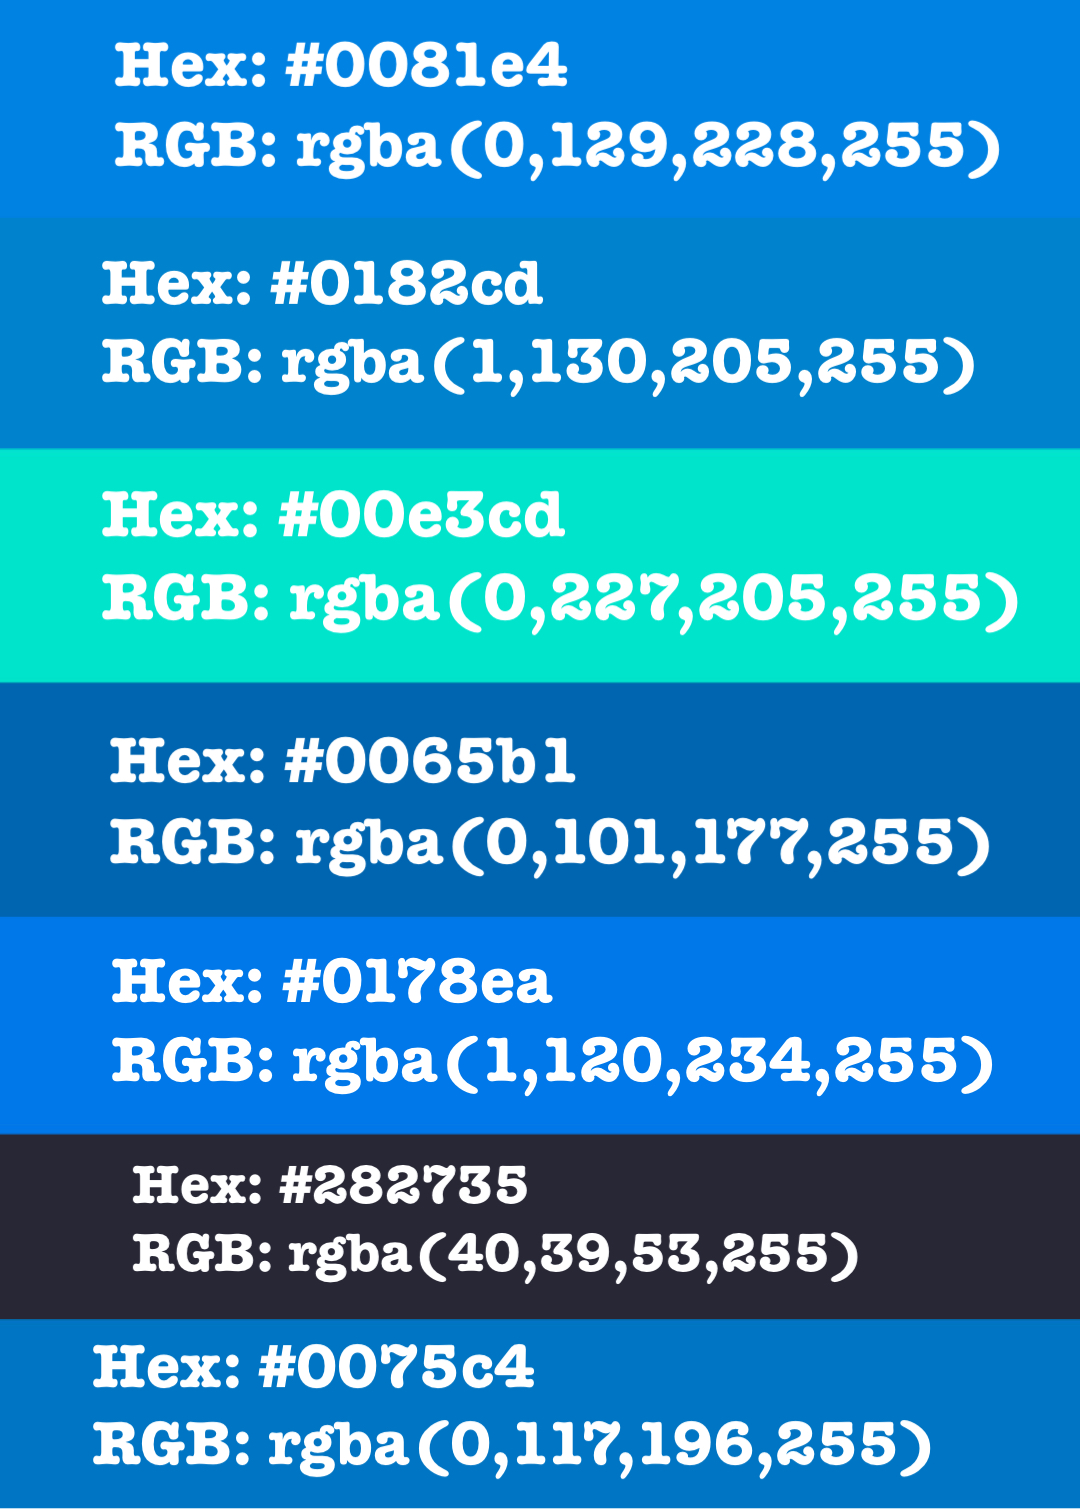 Hex: #0081e4
RGB: rgba(0,129,228,255)
Hex: #0182cd
RGB: rgba(1,130,205,255)
Hex: #00e3cd
RGB: rgba(0,227,205,255)
Hex: #0065b1
RGB: rgba(0,101,177,255)
Hex: #0178ea
RGB: rgba(1,120,234,255)
Hex: #282735
RGB: rgba(40,39,53,255)
Hex: #0075c4
RGB: rgba(0,117,196,255)